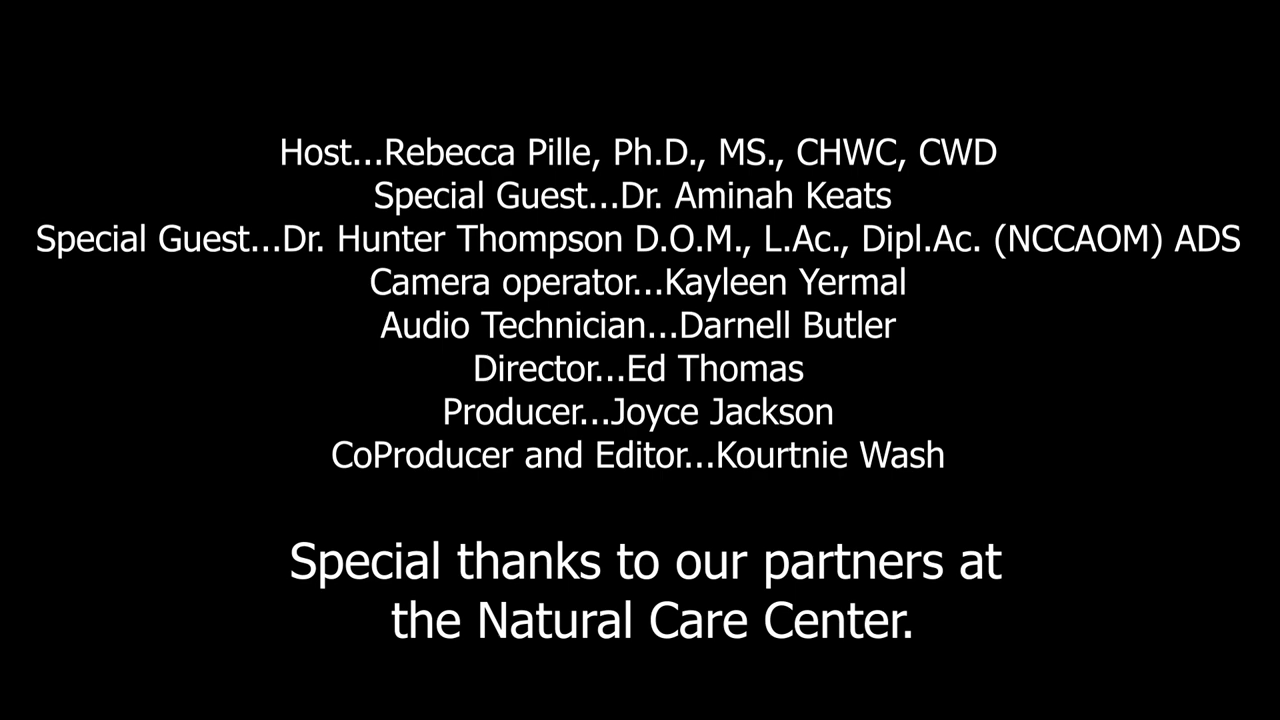 Host...Rebecca Pille, Ph.D., MS., CHWC, CWD
Special Guest...Dr. Aminah Keats
Special Guest...Dr. Hunter Thompson D.O.M., L.Ac., Dipl.Ac. (NCCAOM) ADS
Camera operator...Kayleen Yermal
Audio Technician...Darnell Butler
Director...Ed Thomas
Producer...Joyce Jackson
CoProducer and Editor...Kourtnie Wash
Special thanks to our partners at
the Natural Care Center.